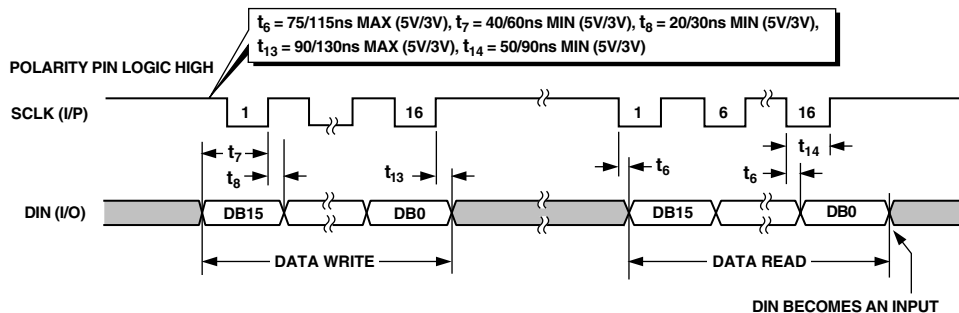 t6 = 75/115ns MAX (5V/3V), t7 = 40/60ns MIN (5V/3V), t8 = 20/30ns MIN (5V/3V),
t13 = 90/130ns MAX (5V/3V), t14 = 50/90ns MIN (5V/3V)
POLARITY PIN LOGIC HIGH
SCLK (I/P)
1
16
1
6
16
t7
t8
t13
t6
t14
t6
DIN (I/O)
DB15
DB0
DB15
DB0
DATA WRITE
DATA READ
DIN BECOMES AN INPUT